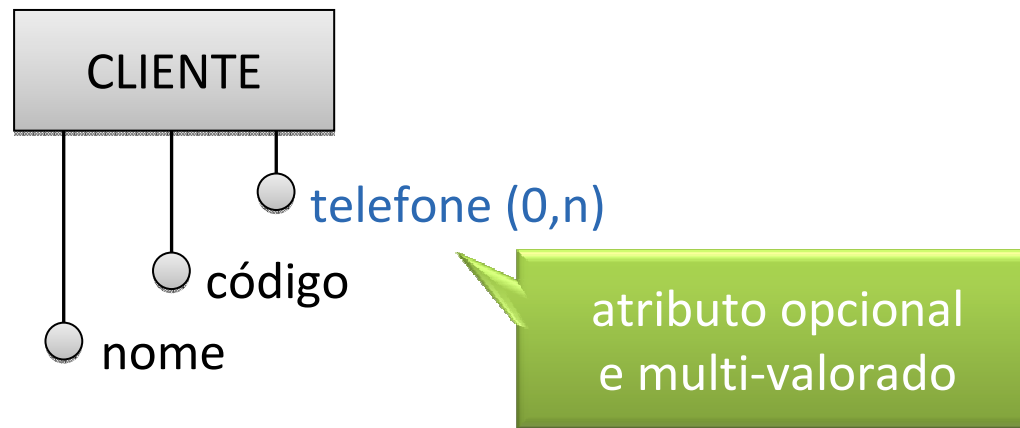 CLIENTE
telefone (0,n)
código
nome
atributo opcional
e multi-valorado